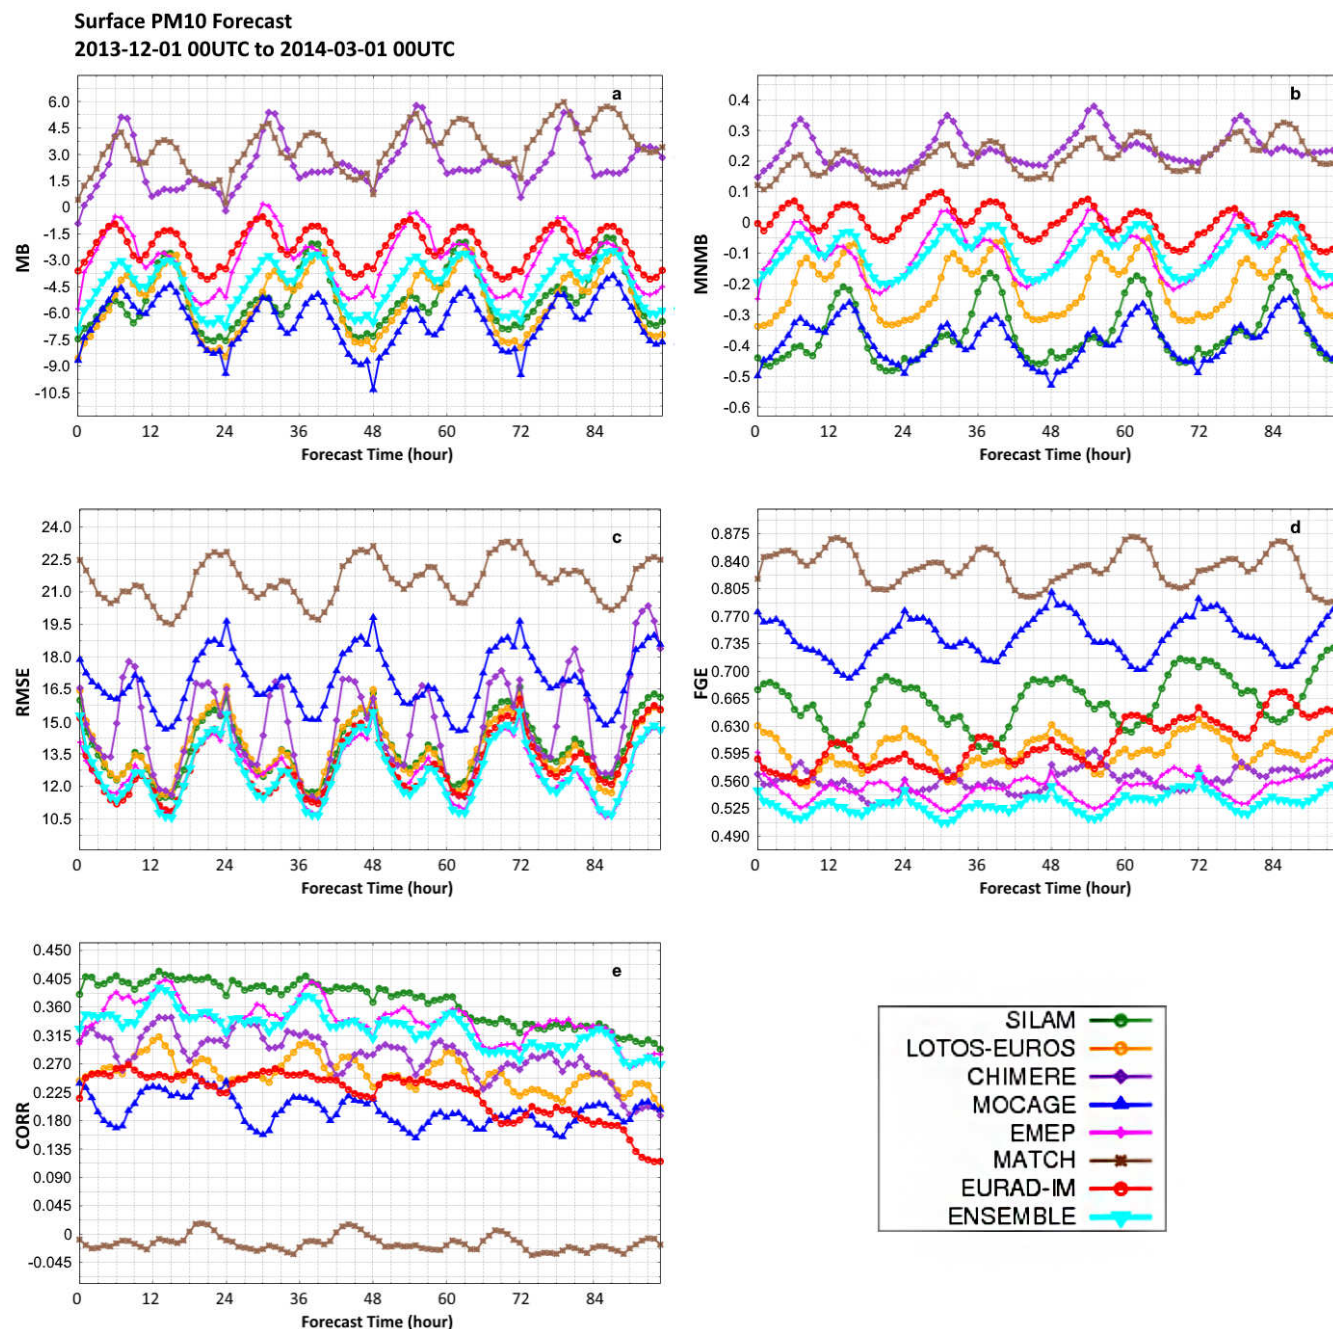 Surface PM10 Forecast
2013-12-01 00UTC to 2014-03-01 00UTC
a
MB
6.0
4.5
3.0
1.5
0
-1.5
-3.0
-4.5
-6.0
-7.5
-9.0
-10.5
0 12 24 36 48 60 72 84
Forecast Time (hour)
b
MNMB
0.4
0.3
0.2
0.1
0
-0.1
-0.2
-0.3
-0.4
-0.5
-0.6
0 12 24 36 48 60 72 84
Forecast Time (hour)
c
RMSE
24.0
22.5
21.0
19.5
18.0
16.5
15.0
13.5
12.0
10.5
0 12 24 36 48 60 72 84
Forecast Time (hour)
d
FGE
0.875
0.840
0.805
0.770
0.735
0.700
0.665
0.630
0.595
0.560
0.525
0.490
0 12 24 36 48 60 72 84
Forecast Time (hour)
e
CORR
0.450
0.405
0.360
0.315
0.270
0.225
0.180
0.135
0.090
0.045
0
-0.045
0 12 24 36 48 60 72 84
Forecast Time (hour)
SILAM
LOTOS-EUROS
CHIMERE
MOCAGE
EMEP
MATCH
EURAD-IM
ENSEMBLE